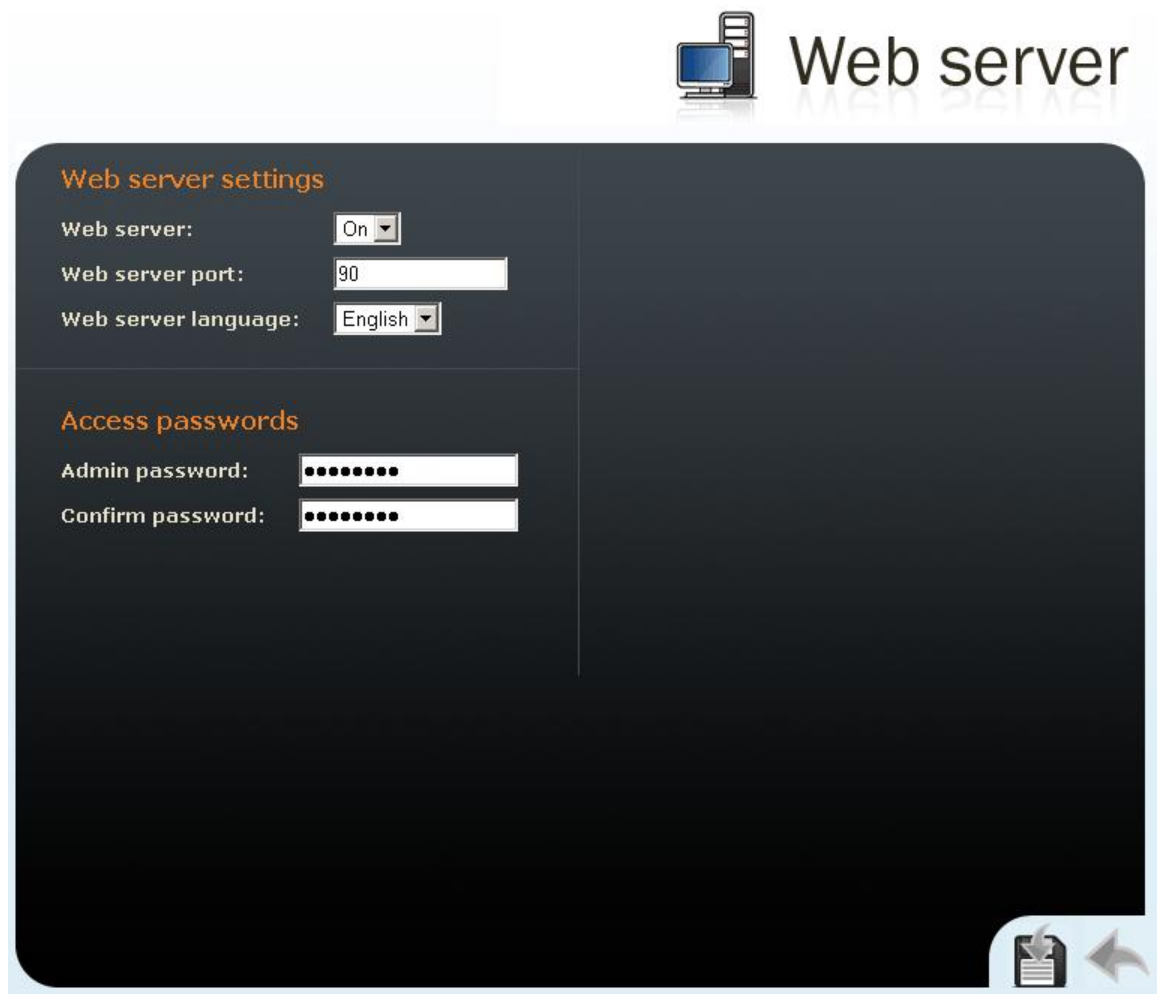 Web server
Web server settings
Web server: On
Web server port: 90
Web server language: English
Access passwords
Admin password: ●●●●●●●●
Confirm password: ●●●●●●●●